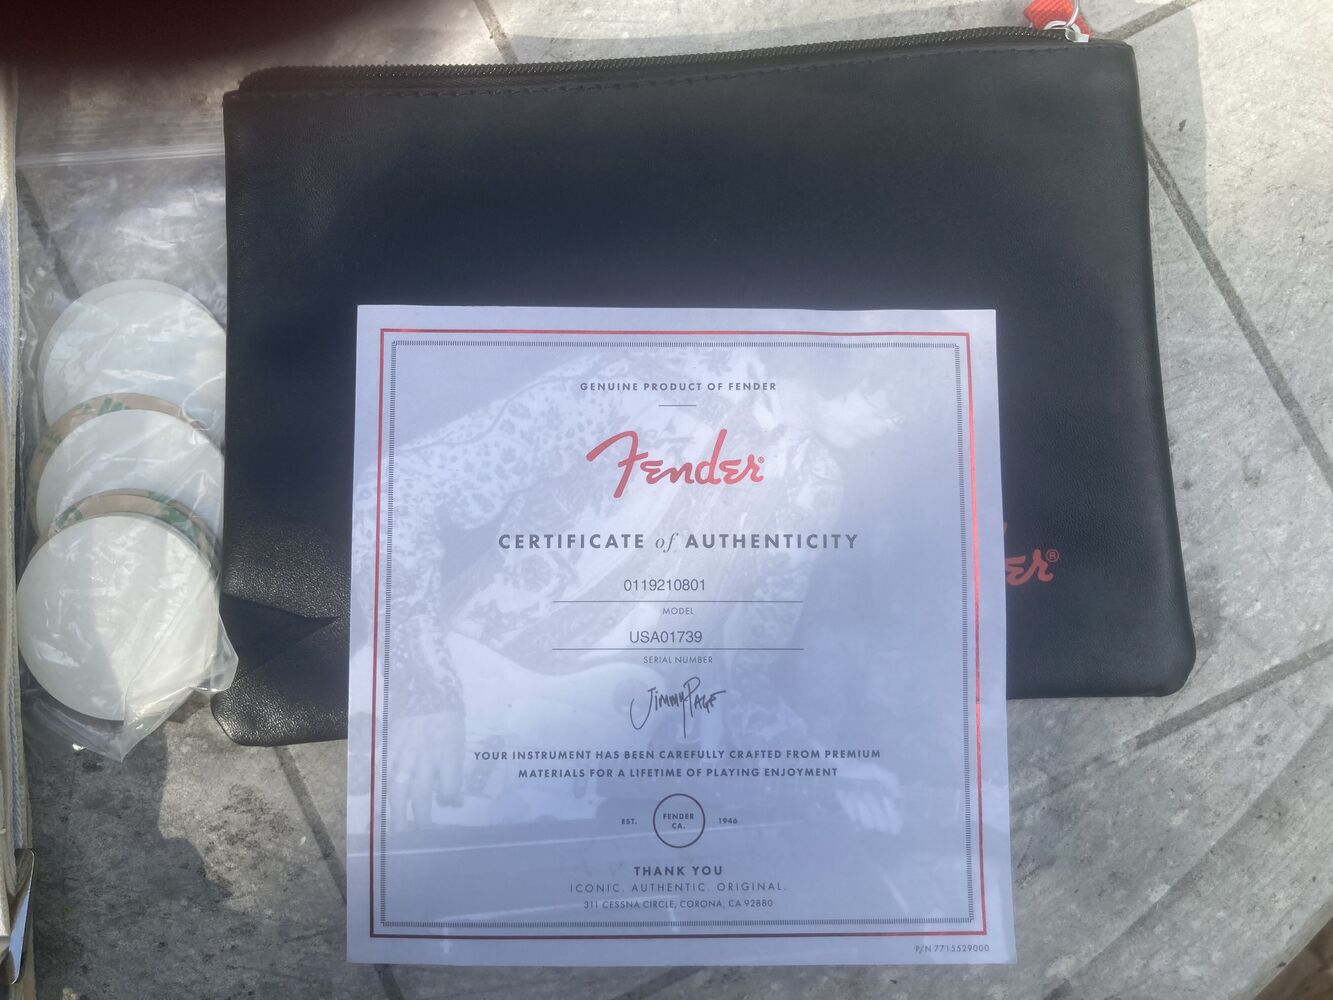 GENUINE PRODUCT OF FENDER
Fender®
CERTIFICATE of AUTHENTICITY
0119210801
MODEL
USA01739
SERIAL NUMBER
JIMMY PAGE
YOUR INSTRUMENT HAS BEEN CAREFULLY CRAFTED FROM PREMIUM
MATERIALS FOR A LIFETIME OF PLAYING ENJOYMENT
EST. FENDER CA. 1946
THANK YOU
ICONIC. AUTHENTIC. ORIGINAL.
311 CESSNA CIRCLE, CORONA, CA 92880
P/N 7715529000
er®